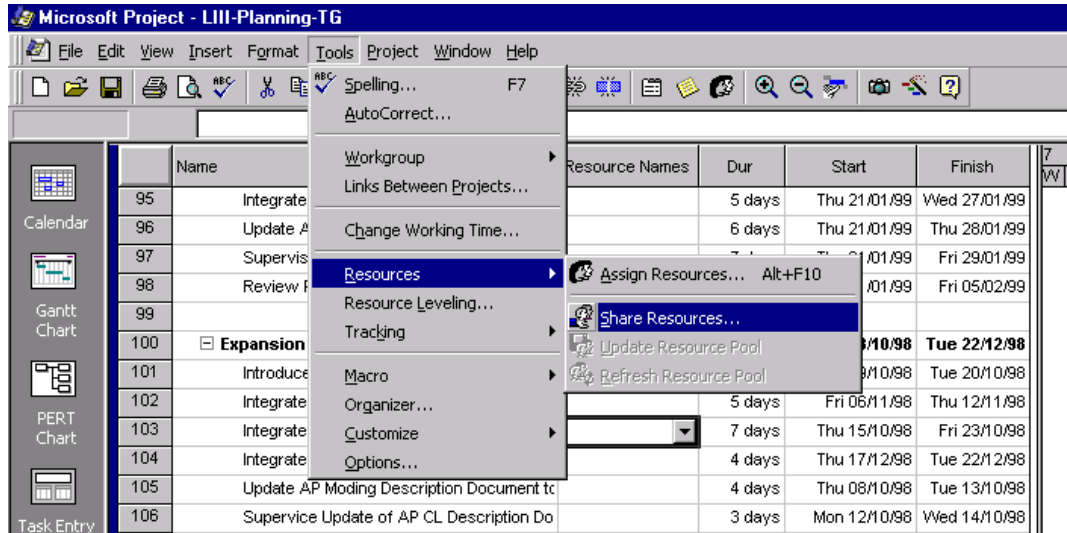 Microsoft Project - LIII-Planning-TG
File Edit View Insert Format Tools Project Window Help
Spelling... F7
AutoCorrect...
Workgroup
Links Between Projects...
Change Working Time...
Resources
Resource Leveling...
Tracking
Macro
Organizer...
Customize
Options...
Assign Resources... Alt+F10
Share Resources...
Update Resource Pool
Refresh Resource Pool
Calendar
Gantt
Chart
PERT
Chart
Task Entry
Name Resource Names Dur Start Finish 7
W
95 Integrate 5 days Thu 21/01/99 Wed 27/01/99
96 Update A 6 days Thu 21/01/99 Thu 28/01/99
97 Supervis Fri 29/01/99
98 Review /01/99 Fri 05/02/99
99
100 Expansion /10/98 Tue 22/12/98
101 Introduce /10/98 Tue 20/10/98
102 Integrate 5 days Fri 06/11/98 Thu 12/11/98
103 Integrate 7 days Thu 15/10/98 Fri 23/10/98
104 Integrate 4 days Thu 17/12/98 Tue 22/12/98
105 Update AP Moding Description Document to 4 days Thu 08/10/98 Tue 13/10/98
106 Supervice Update of AP CL Description Do 3 days Mon 12/10/98 Wed 14/10/98